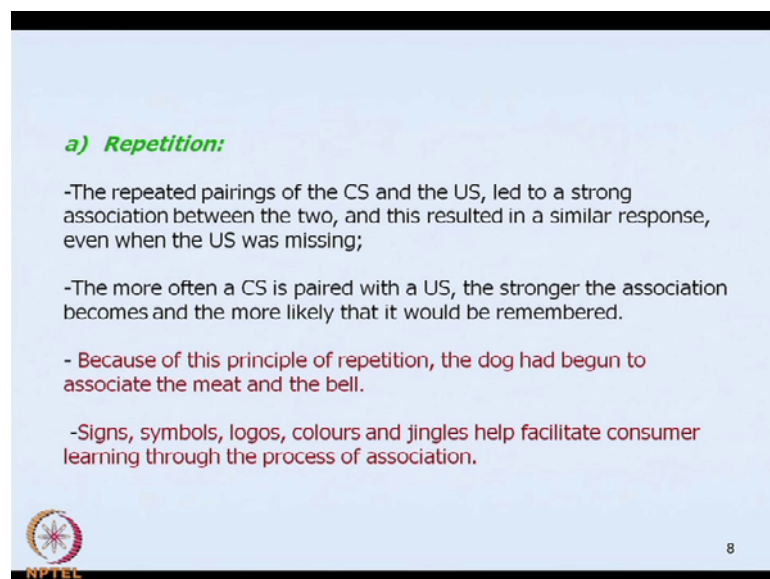 a) Repetition:
-The repeated pairings of the CS and the US, led to a strong
association between the two, and this resulted in a similar response,
even when the US was missing;
-The more often a CS is paired with a US, the stronger the association
becomes and the more likely that it would be remembered.
- Because of this principle of repetition, the dog had begun to
associate the meat and the bell.
-Signs, symbols, logos, colours and jingles help facilitate consumer
learning through the process of association.
NPTEL
8